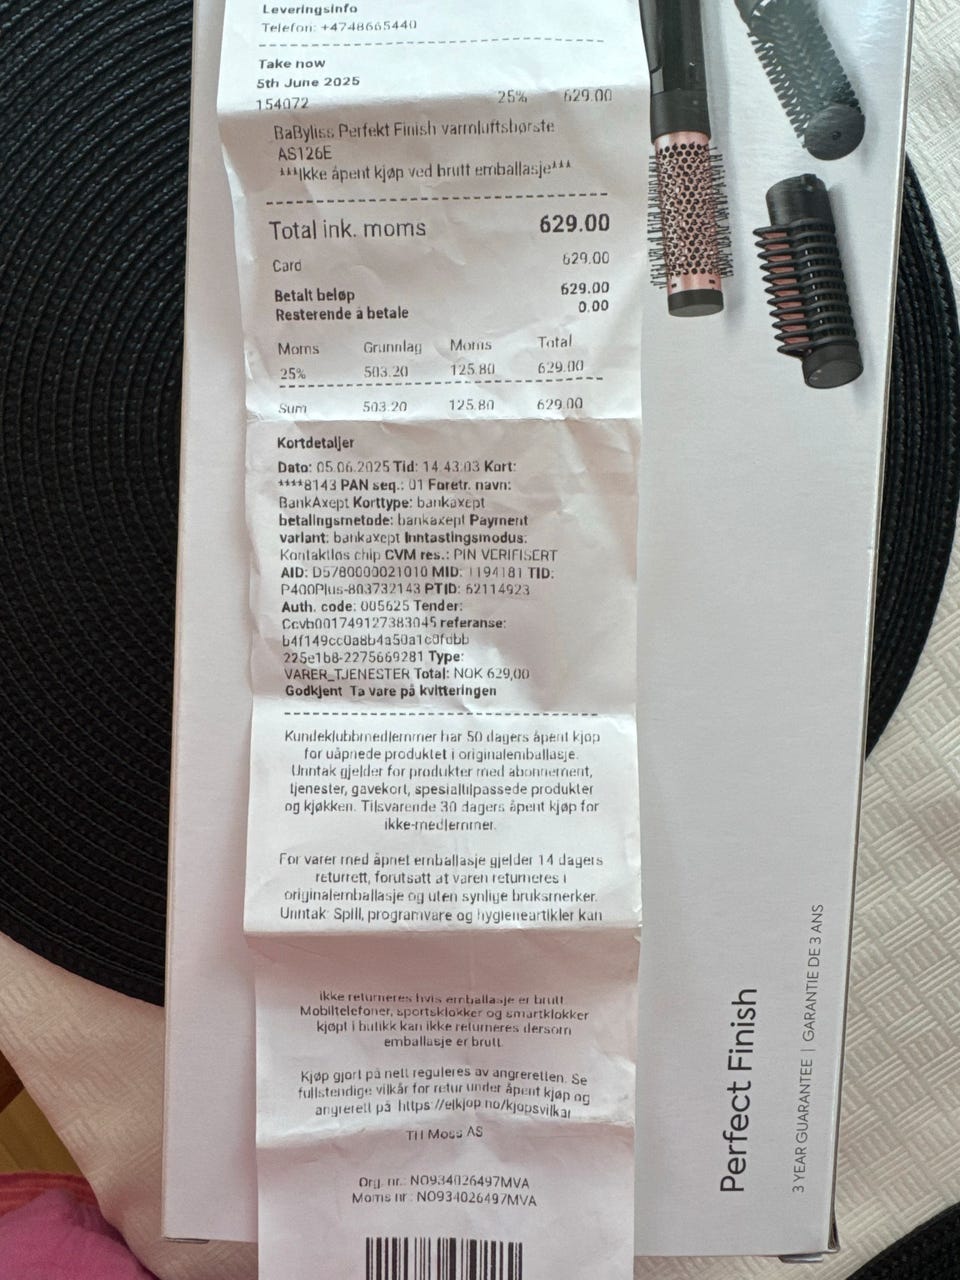 Leveringsinfo
Telefon: +4748665440
Take now
5th June 2025
154072 25% 629.00
BaByliss Perfekt Finish varmluftsbørste
AS126E
***Ikke åpent kjøp ved brutt emballasje***
Total ink. moms 629.00
Card 629.00
Betalt beløp 629.00
Resterende å betale 0.00
Moms Grunnlag Moms Total
25% 503.20 125.80 629.00
Sum 503.20 125.80 629.00
Kortdetaljer
Dato: 05.06.2025 Tid: 14:43:03 Kort:
****8143 PAN seq.: 01 Foretr. navn:
BankAxept Korttype: bankaxept
betalingsmetode: bankaxept Payment
variant: bankaxept Inntastingsmodus:
Kontaktløs chip CVM res.: PIN VERIFISERT
AID: D5780000021010 MID: 1194181 TID:
P400Plus-803732143 PTID: 62114923
Auth. code: 005625 Tender:
Ccvb001749127383045 referanse:
225e1b8-2275669281 Type:
VARER_TJENESTER Total: NOK 629,00
Godkjent Ta vare på kvitteringen
Kundeklubbmedlemmer har 50 dagers åpent kjøp
for uåpnede produktet i originalemballasje.
Unntak gjelder for produkter med abonnement,
tjenester, gavekort, spesialtilpassede produkter
og kjøkken. Tilsvarende 30 dagers åpent kjøp for
ikke-medlemmer.
For varer med åpnet emballasje gjelder 14 dagers
returrett, forutsatt at varen returneres i
originalemballasje og uten synlige bruksmerker.
Unntak: Spill, programvare og hygieneartikler kan
ikke returneres hvis emballasje er brutt
Mobiltelefoner, sportsklokker og smartklokker
kjøpt i butikk kan ikke returneres dersom
emballasje er brutt.
Kjøp gjort på nett reguleres av angreretten. Se
fullstendige vilkår for retur under åpent kjøp og
angrerett på https://elkjop.no/kjopsvilkar
TH Moss AS
Org. nr.: NO934026497MVA
Moms nr: NO934026497MVA
Perfect Finish
3 YEAR GUARANTEE | GARANTIE DE 3 ANS